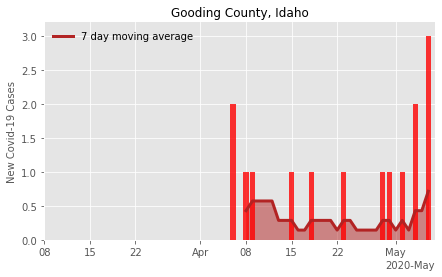 Gooding County, Idaho
7 day moving average
New Covid-19 Cases
3.0
2.5
2.0
1.5
1.0
0.5
0.0
08 15 22 Apr 08 15 22 May
2020-May